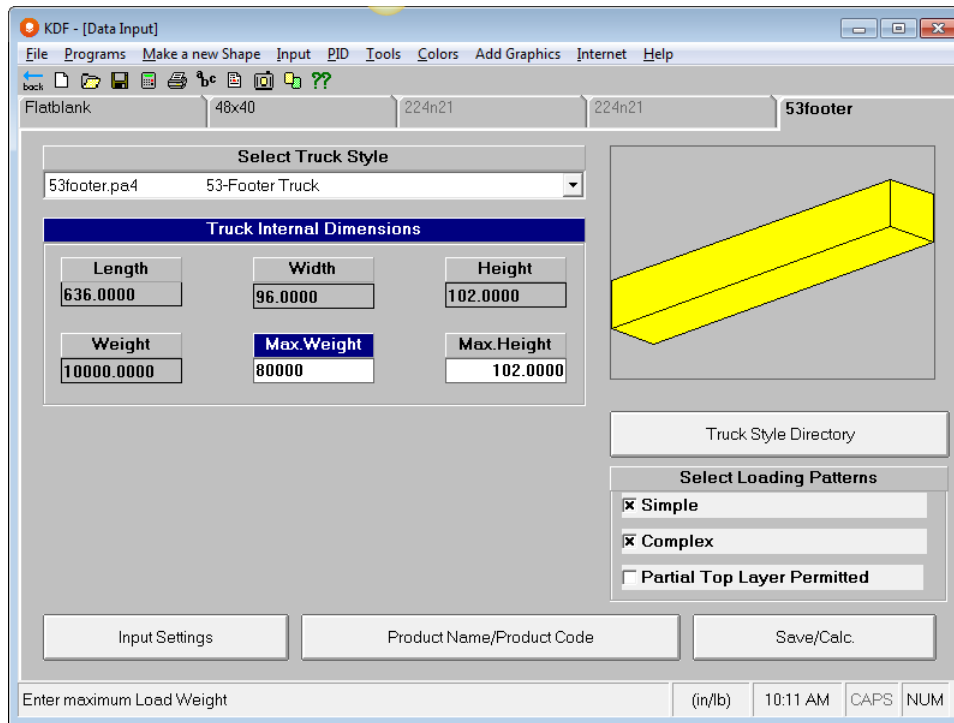 KDF - [Data Input]
File Programs Make a new Shape Input PID Tools Colors Add Graphics Internet Help
back abc ??
Flatblank 48x40 224n21 224n21 53footer
Select Truck Style
53footer.pa4 53-Footer Truck
Truck Internal Dimensions
Length Width Height
636.0000 96.0000 102.0000
Weight Max.Weight Max.Height
10000.0000 80000 102.0000
Truck Style Directory
Select Loading Patterns
Simple
Complex
Partial Top Layer Permitted
Input Settings Product Name/Product Code Save/Calc.
Enter maximum Load Weight (in/lb) 10:11 AM CAPS NUM